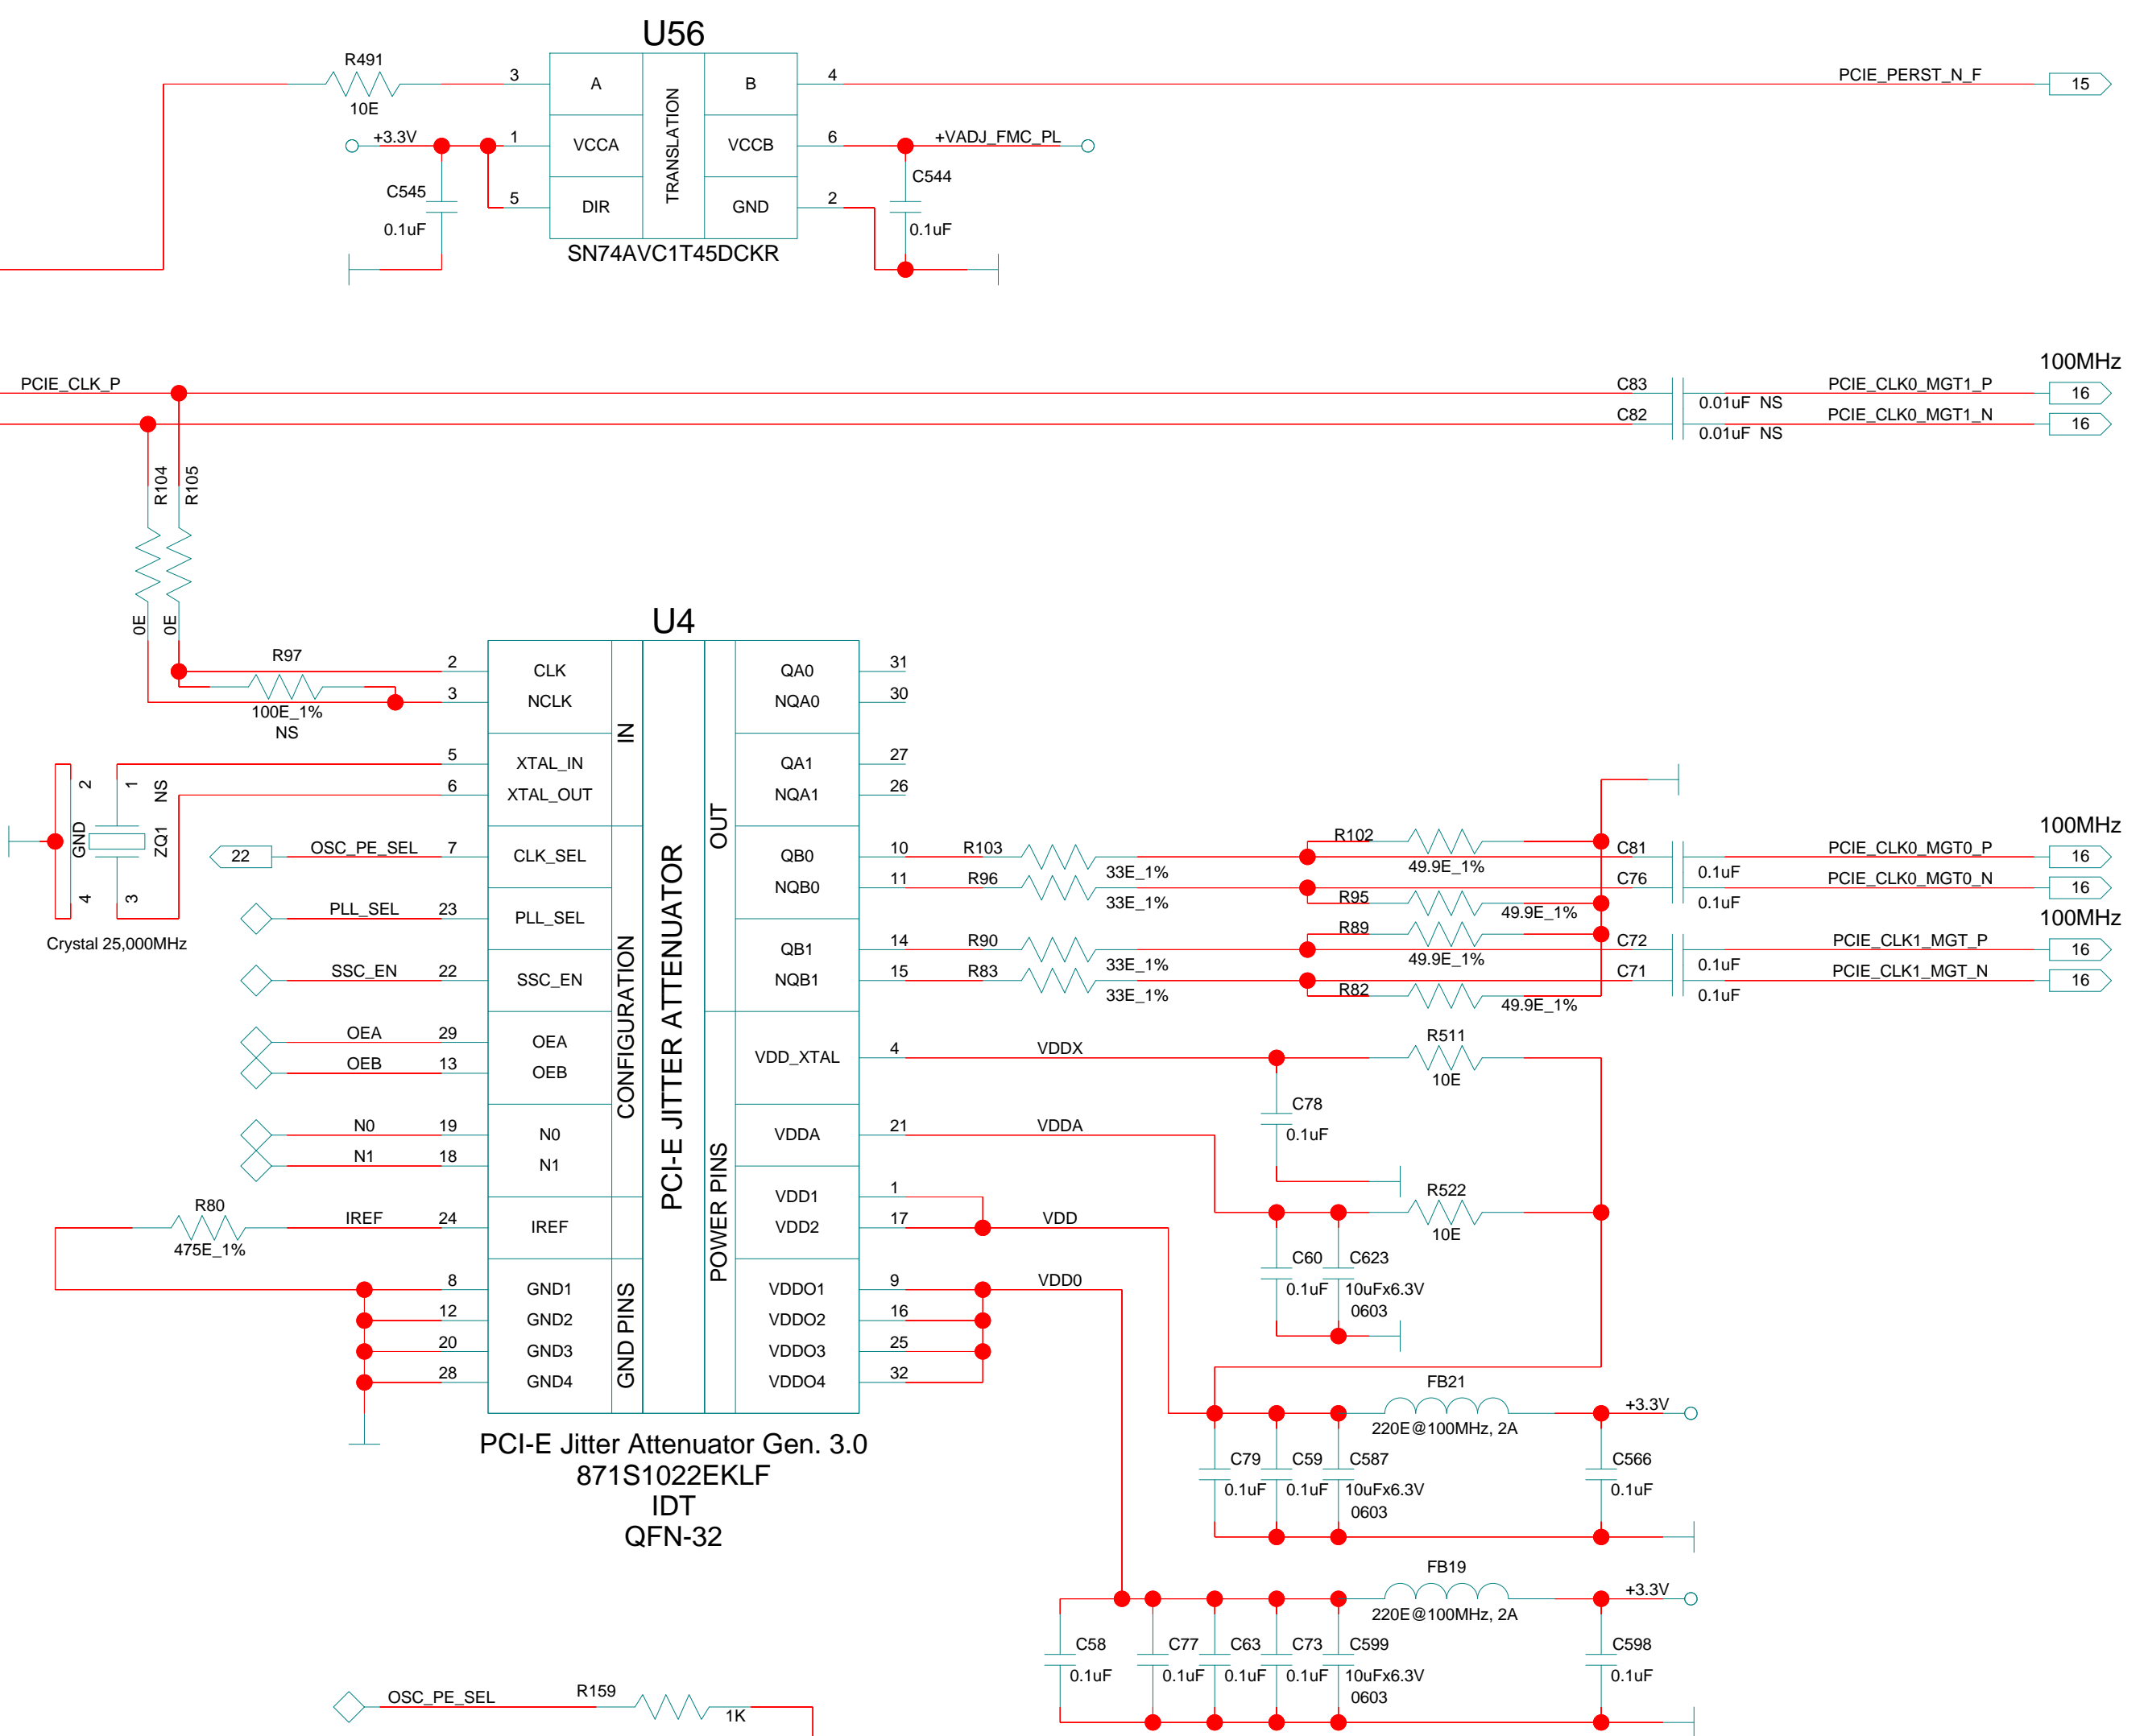 U56
R491
10E
3
A
B
4
PCIE_PERST_N_F
15
+3.3V
1
VCCA
TRANSLATION
VCCB
6
+VADJ_FMC_PL
C545
0.1uF
5
DIR
GND
2
C544
0.1uF
SN74AVC1T45DCKR
100MHz
PCIE_CLK_P
C83
0.01uF NS
PCIE_CLK0_MGT1_P
16
C82
0.01uF NS
PCIE_CLK0_MGT1_N
16
R104
R105
0E
0E
U4
R97
100E_1%
NS
2
CLK
3
NCLK
IN
5
XTAL_IN
6
XTAL_OUT
2
1
NS
GND
ZQ1
4
3
Crystal 25,000MHz
22
OSC_PE_SEL
7
CLK_SEL
PLL_SEL
23
PLL_SEL
SSC_EN
22
SSC_EN
OEA
29
OEA
OEB
13
OEB
CONFIGURATION
N0
19
N0
N1
18
N1
R80
475E_1%
IREF
24
IREF
8
GND1
12
GND2
20
GND3
28
GND4
GND PINS
PCI-E JITTER ATTENUATOR
OUT
POWER PINS
QA0
31
NQA0
30
QA1
27
NQA1
26
QB0
10
R103
33E_1%
R102
49.9E_1%
C81
0.1uF
PCIE_CLK0_MGT0_P
100MHz
16
NQB0
11
R96
33E_1%
R95
49.9E_1%
C76
0.1uF
PCIE_CLK0_MGT0_N
16
100MHz
QB1
14
R90
33E_1%
R89
49.9E_1%
C72
0.1uF
PCIE_CLK1_MGT_P
16
NQB1
15
R83
33E_1%
R82
49.9E_1%
C71
0.1uF
PCIE_CLK1_MGT_N
16
VDD_XTAL
4
VDDX
R511
10E
C78
0.1uF
VDDA
21
VDDA
R522
10E
C60
0.1uF
C623
10uFx6.3V
0603
VDD1
1
VDD2
17
VDD
VDDO1
9
VDD0
VDDO2
16
VDDO3
25
VDDO4
32
FB21
220E@100MHz, 2A
+3.3V
C79
0.1uF
C59
0.1uF
C587
10uFx6.3V
0603
C566
0.1uF
PCI-E Jitter Attenuator Gen. 3.0
871S1022EKLF
IDT
QFN-32
FB19
220E@100MHz, 2A
+3.3V
C58
0.1uF
C77
0.1uF
C63
0.1uF
C73
0.1uF
C599
10uFx6.3V
0603
C598
0.1uF
OSC_PE_SEL
R159
1K